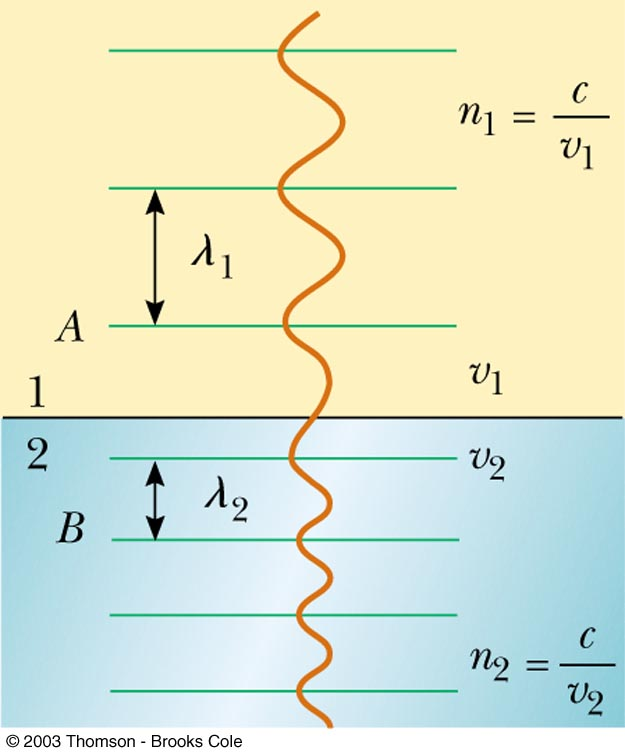 n₁ = c/v₁
λ₁
A
v₁
1
2
v₂
λ₂
B
n₂ = c/v₂
© 2003 Thomson - Brooks Cole